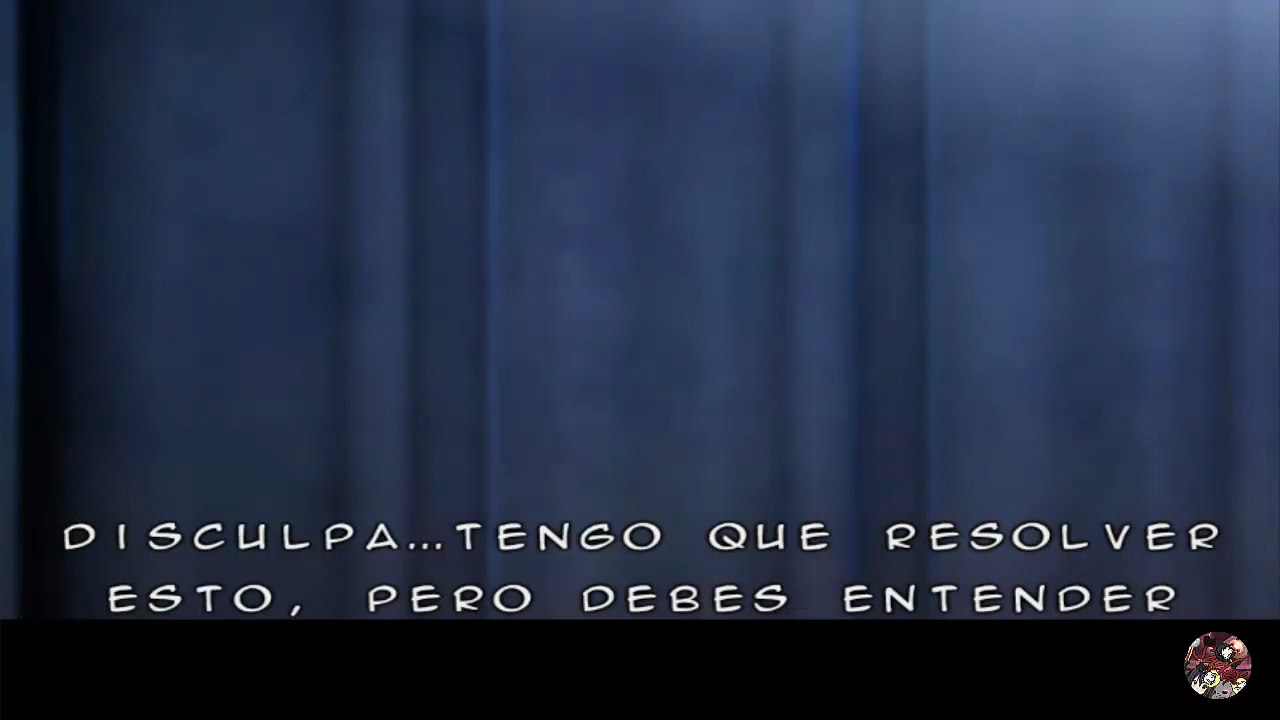 DISCULPA...TENGO QUE RESOLVER
ESTO, PERO DEBES ENTENDER